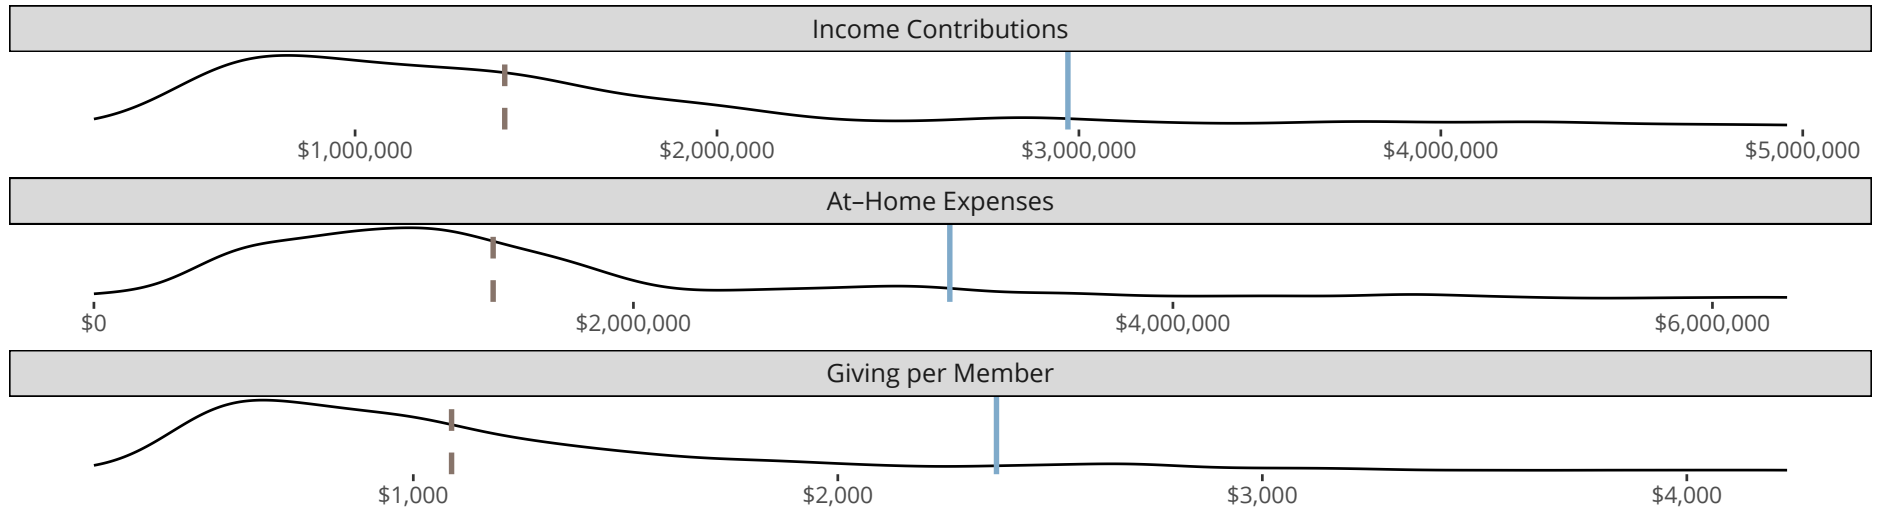 Income Contributions
$1,000,000 $2,000,000 $3,000,000 $4,000,000 $5,000,000
At–Home Expenses
$0 $2,000,000 $4,000,000 $6,000,000
Giving per Member
$1,000 $2,000 $3,000 $4,000